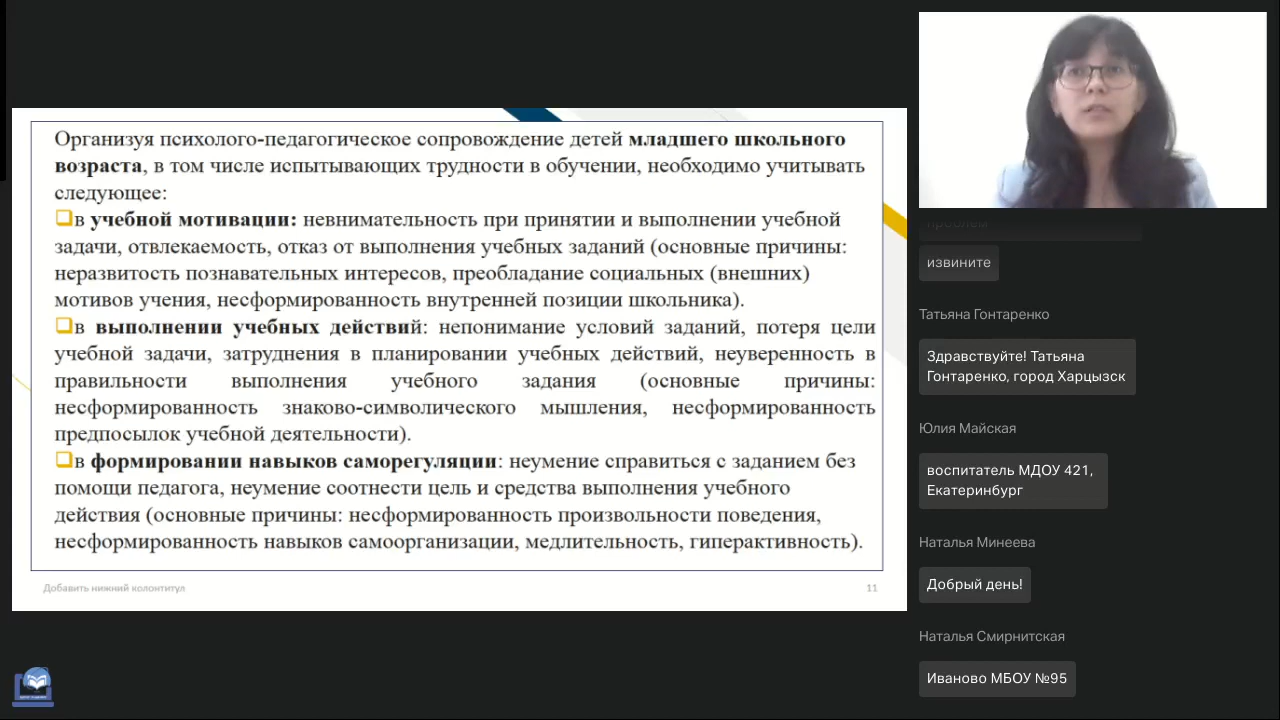 Организуя психолого-педагогическое сопровождение детей младшего школьного
возраста, в том числе испытывающих трудности в обучении, необходимо учитывать
следующее:
в учебной мотивации: невнимательность при принятии и выполнении учебной
задачи, отвлекаемость, отказ от выполнения учебных заданий (основные причины:
неразвитость познавательных интересов, преобладание социальных (внешних)
мотивов учения, несформированность внутренней позиции школьника).
в выполнении учебных действий: непонимание условий заданий, потеря цели
учебной задачи, затруднения в планировании учебных действий, неуверенность в
правильности выполнения учебного задания (основные причины:
несформированность знаково-символического мышления, несформированность
предпосылок учебной деятельности).
в формировании навыков саморегуляции: неумение справиться с заданием без
помощи педагога, неумение соотнести цель и средства выполнения учебного
действия (основные причины: несформированность произвольности поведения,
несформированность навыков самоорганизации, медлительность, гиперактивность).
Добавить нижний колонтитул
11
проблем
извините
Татьяна Гонтаренко
Здравствуйте! Татьяна
Гонтаренко, город Харцызск
Юлия Майская
воспитатель МДОУ 421,
Екатеринбург
Наталья Минеева
Добрый день!
Наталья Смирнитская
Иваново МБОУ №95